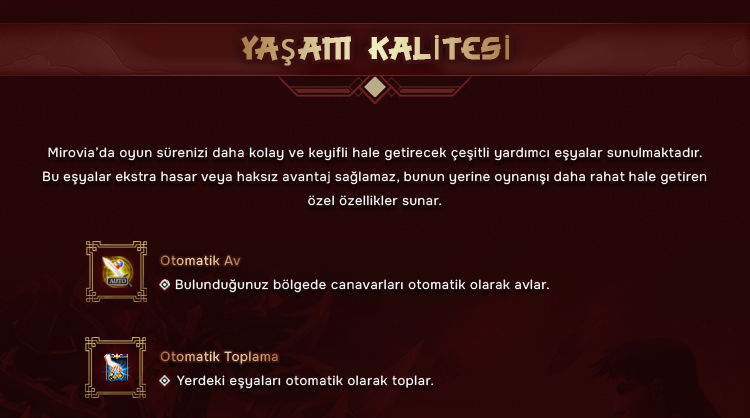 YAŞAM KALİTESİ
Mirovia'da oyun sürenizi daha kolay ve keyifli hale getirecek çeşitli yardımcı eşyalar sunulmaktadır.
Bu eşyalar ekstra hasar veya haksız avantaj sağlamaz, bunun yerine oynanışı daha rahat hale getiren
özel özellikler sunar.
Otomatik Av
Bulunduğunuz bölgede canavarları otomatik olarak avlar.
AUTO
Otomatik Toplama
Yerdeki eşyaları otomatik olarak toplar.